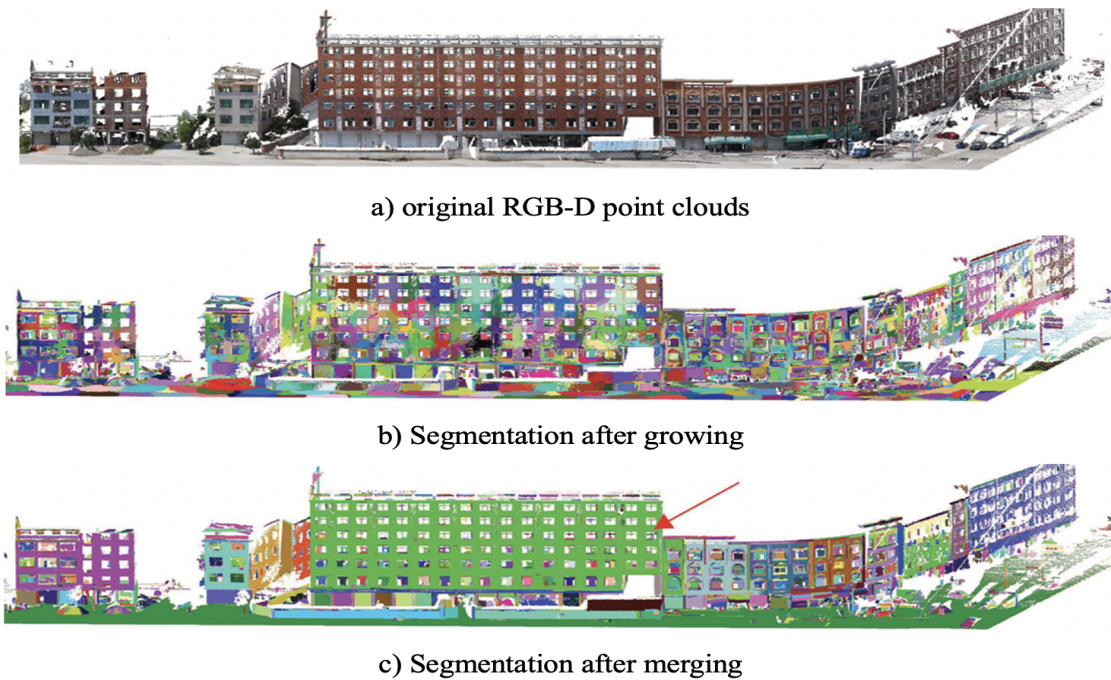 a) original RGB-D point clouds
b) Segmentation after growing
c) Segmentation after merging